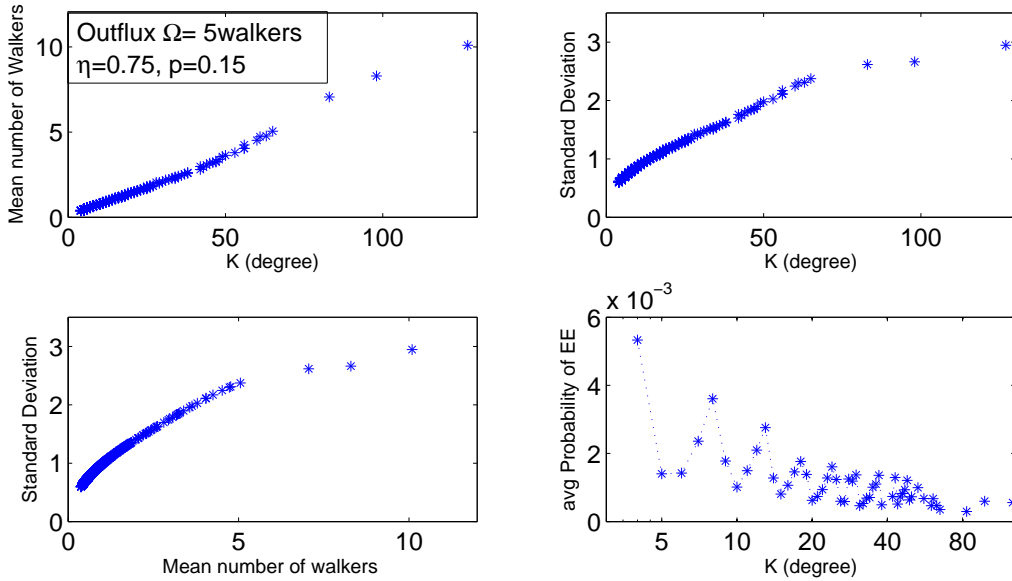 Outflux Ω= 5walkers
η=0.75, p=0.15
Mean number of Walkers
10
5
0
0
50
100
K (degree)
Standard Deviation
3
2
1
0
0
50
100
K (degree)
Standard Deviation
3
2
1
0
0
5
10
Mean number of walkers
x 10⁻³
avg Probability of EE
6
4
2
0
5
10
20
40
80
K (degree)